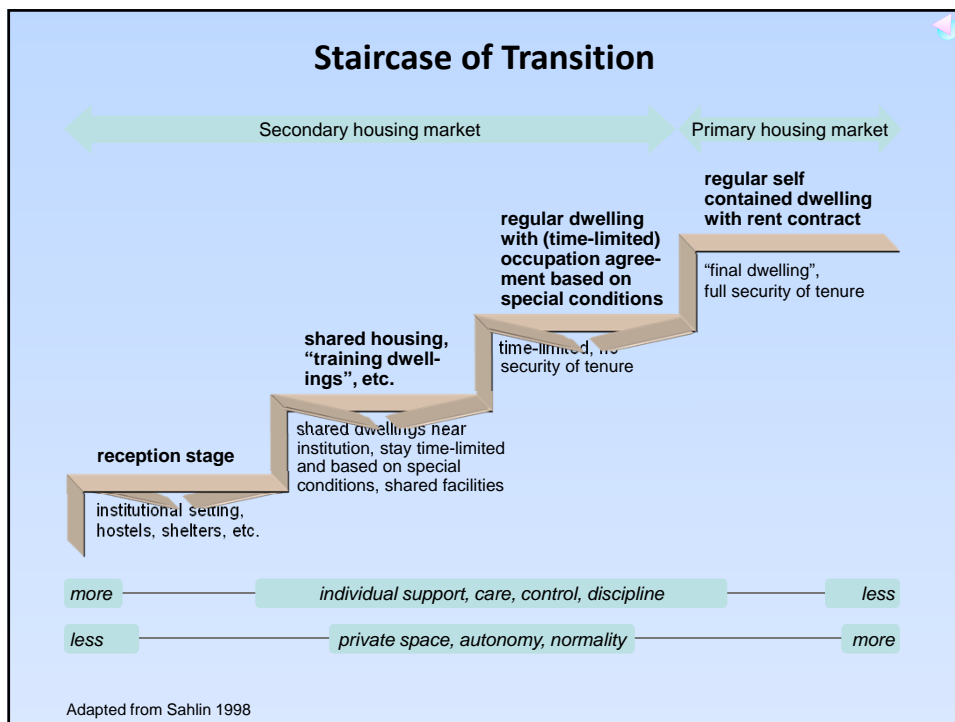 Staircase of Transition
Secondary housing market
Primary housing market
regular self
contained dwelling
with rent contract
“final dwelling”,
full security of tenure
regular dwelling
with (time-limited)
occupation agree-
ment based on
special conditions
time-limited, no
security of tenure
shared housing,
“training dwell-
ings”, etc.
shared dwellings near
institution, stay time-limited
and based on special
conditions, shared facilities
reception stage
institutional setting,
hostels, shelters, etc.
more individual support, care, control, discipline less
less private space, autonomy, normality more
Adapted from Sahlin 1998